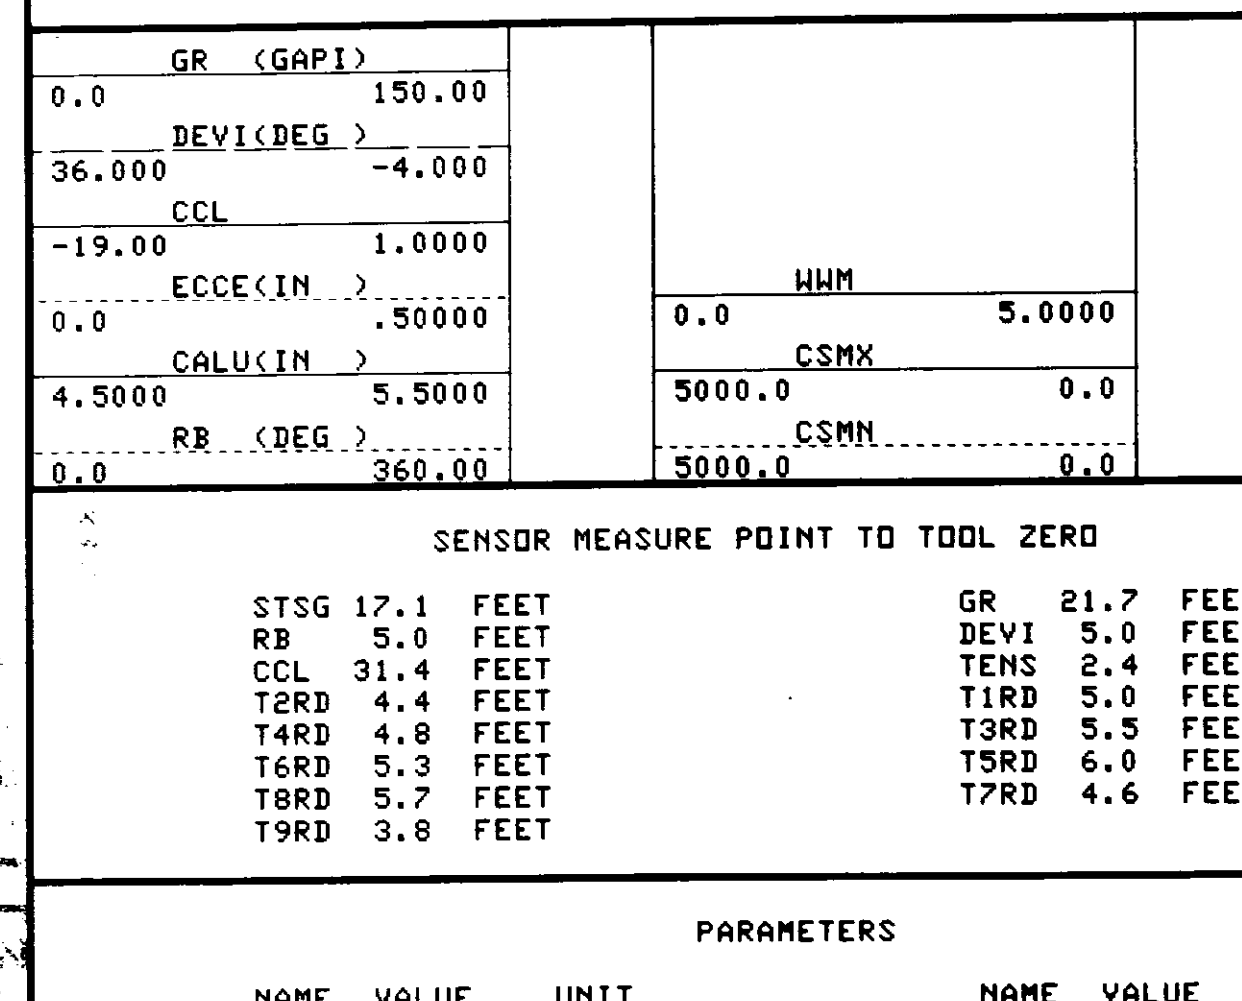 GR (GAPI)
0.0 150.00
DEVI(DEG )
36.000 -4.000
CCL
-19.00 1.0000
ECCE(IN )
0.0 .50000
CALU(IN )
4.5000 5.5000
RB (DEG )
0.0 360.00
WWM
0.0 5.0000
CSMX
5000.0 0.0
CSMN
5000.0 0.0
SENSOR MEASURE POINT TO TOOL ZERO
STSG 17.1 FEET GR 21.7 FEE
RB 5.0 FEET DEVI 5.0 FEE
CCL 31.4 FEET TENS 2.4 FEE
T2RD 4.4 FEET T1RD 5.0 FEE
T4RD 4.8 FEET T3RD 5.5 FEE
T6RD 5.3 FEET T5RD 6.0 FEE
T8RD 5.7 FEET T7RD 4.6 FEE
T9RD 3.8 FEET
PARAMETERS
NAME VALUE UNIT NAME VALUE